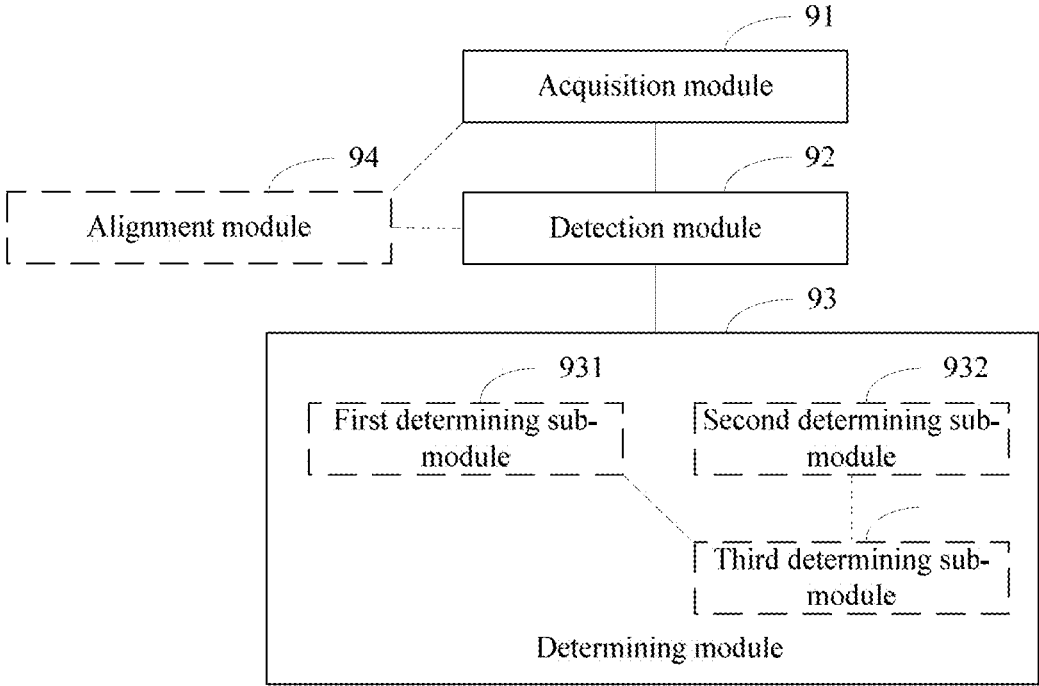 91
Acquisition module
94
92
Alignment module
Detection module
93
931
932
First determining sub-
module
Second determining sub-
module
Third determining sub-
module
Determining module